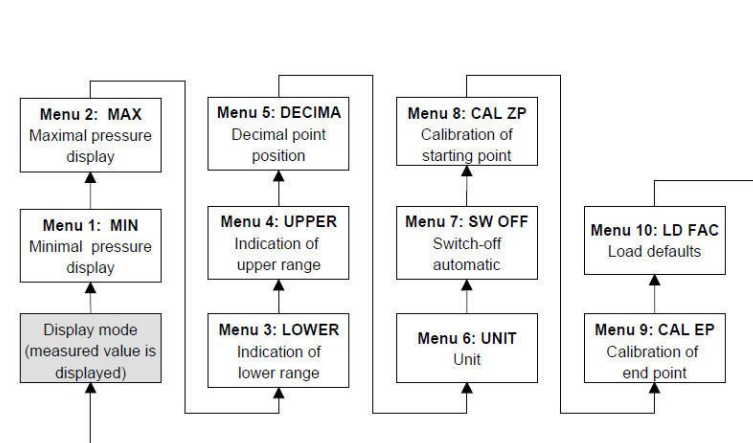 Menu 2: MAX
Maximal pressure
display
Menu 1: MIN
Minimal pressure
display
Display mode
(measured value is
displayed)
Menu 5: DECIMA
Decimal point
position
Menu 4: UPPER
Indication of
upper range
Menu 3: LOWER
Indication of
lower range
Menu 8: CAL ZP
Calibration of
starting point
Menu 7: SW OFF
Switch-off
automatic
Menu 6: UNIT
Unit
Menu 10: LD FAC
Load defaults
Menu 9: CAL EP
Calibration of
end point